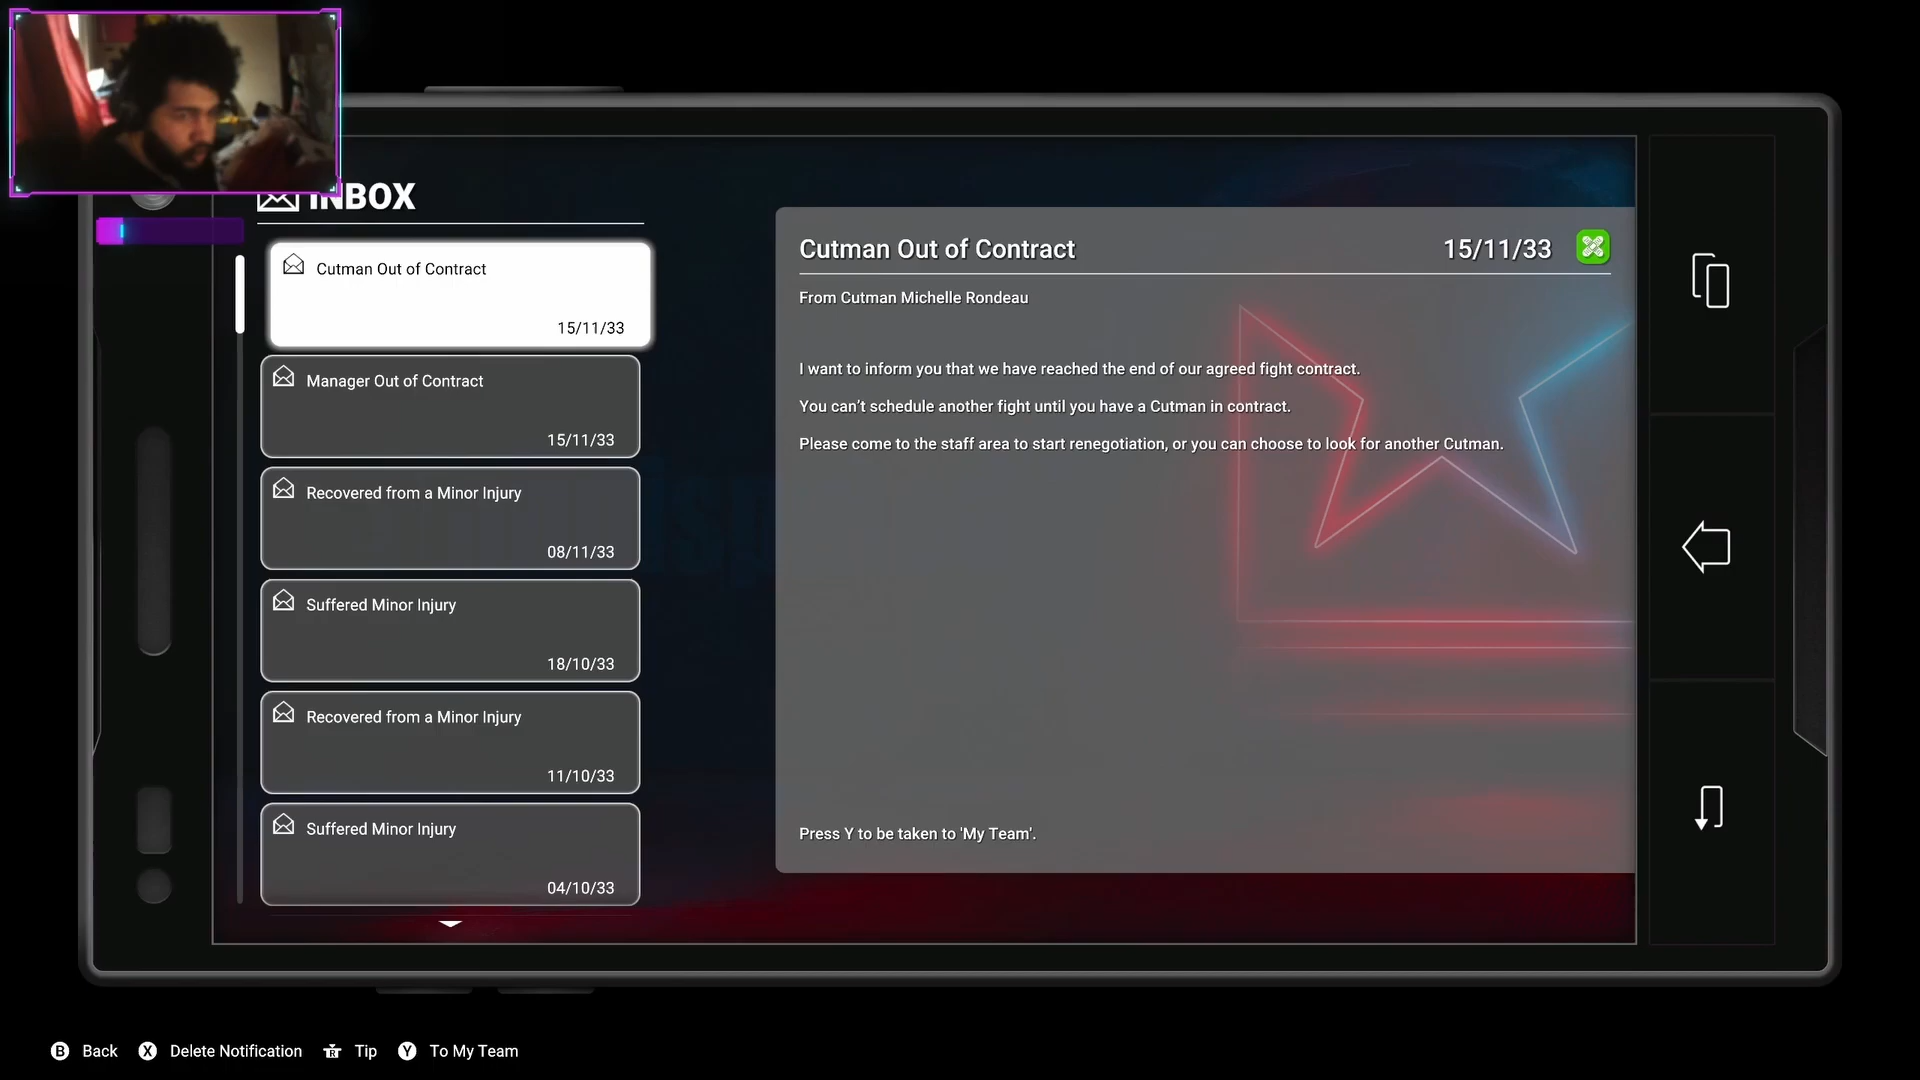 INBOX
Cutman Out of Contract
15/11/33
Manager Out of Contract
15/11/33
Recovered from a Minor Injury
08/11/33
Suffered Minor Injury
18/10/33
Recovered from a Minor Injury
11/10/33
Suffered Minor Injury
04/10/33
Cutman Out of Contract 15/11/33
From Cutman Michelle Rondeau
I want to inform you that we have reached the end of our agreed fight contract.
You can't schedule another fight until you have a Cutman in contract.
Please come to the staff area to start renegotiation, or you can choose to look for another Cutman.
Press Y to be taken to 'My Team'.
B Back X Delete Notification R Tip Y To My Team